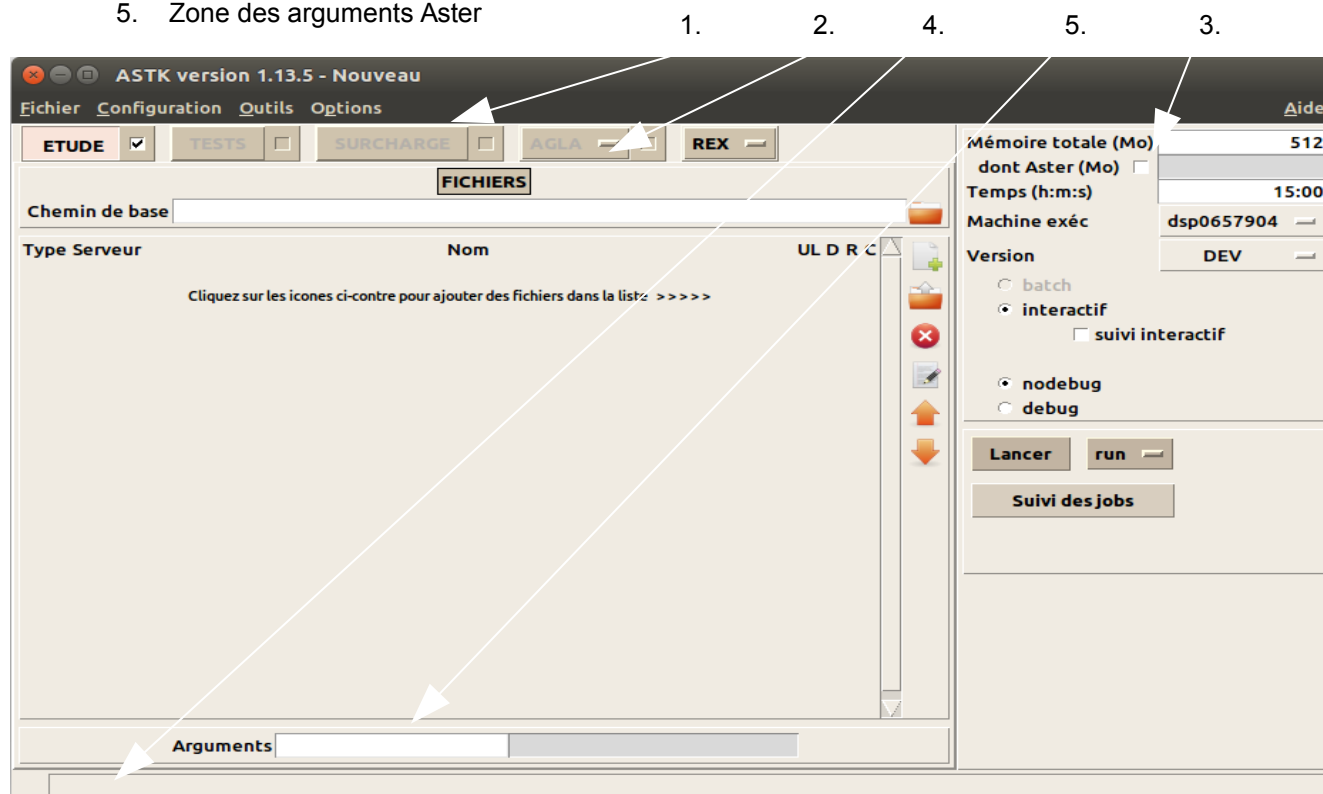 5. Zone des arguments Aster
1. 2. 4. 5. 3.
ASTK version 1.13.5 - Nouveau
Fichier Configuration Outils Options Aide
ETUDE TESTS SURCHARGE AGLA REX
FICHIERS
Chemin de base
Type Serveur Nom UL D R C
Cliquez sur les icones ci-contre pour ajouter des fichiers dans la liste >>>>>
Arguments
Mémoire totale (Mo) 512
dont Aster (Mo)
Temps (h:m:s) 15:00
Machine exéc dsp0657904
Version DEV
batch
interactif
suivi interactif
nodebug
debug
Lancer run
Suivi des jobs